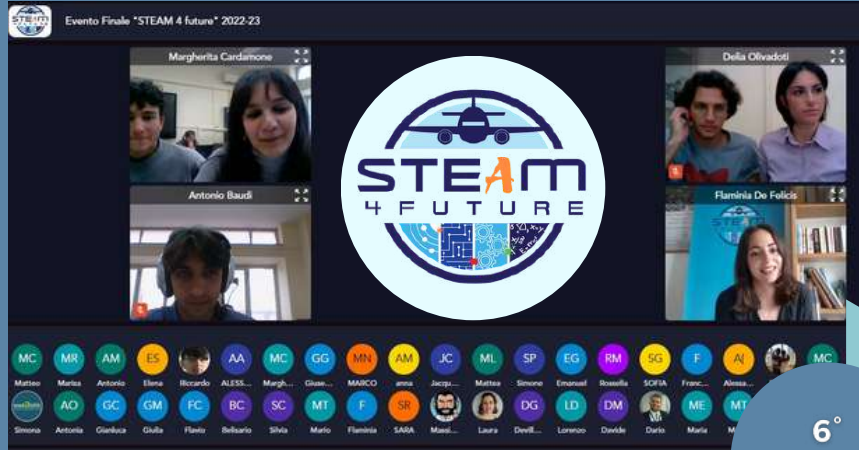 Evento Finale "STEAM 4 future" 2022-23
Margherita Cardamone
Delia Olivadoti
STEAM
4 FUTURE
Antonio Baudi
Flaminia De Felicis
MC MR AM ES AA MC GG MN AM JC ML SP EG RM SG F AJ MC
Matteo Marisa Antonio Elena Riccardo ALESS... Margh... Giuse... MARCO anna Jacqu... Mattea Simone Emanuel Rossella SOFIA Franc... Alessa...
AO GC GM FC BC SC MT F SR DG LD DM ME MT
Simona Antonia Gianluca Giulia Flavio Belisario Silvia Mario Flaminia SARA Massi... Laura Devill... Lorenzo Davide Dario Maria
6°